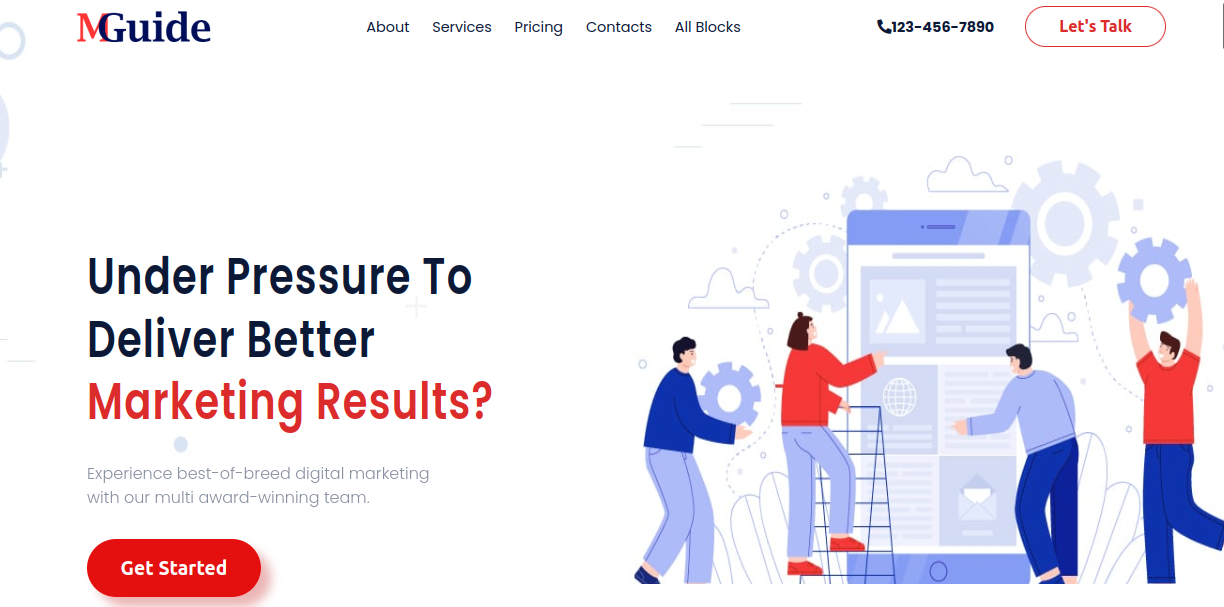 MGuide
About Services Pricing Contacts All Blocks
123-456-7890
Let's Talk
Under Pressure To
Deliver Better
Marketing Results?
Experience best-of-breed digital marketing
with our multi award-winning team.
Get Started